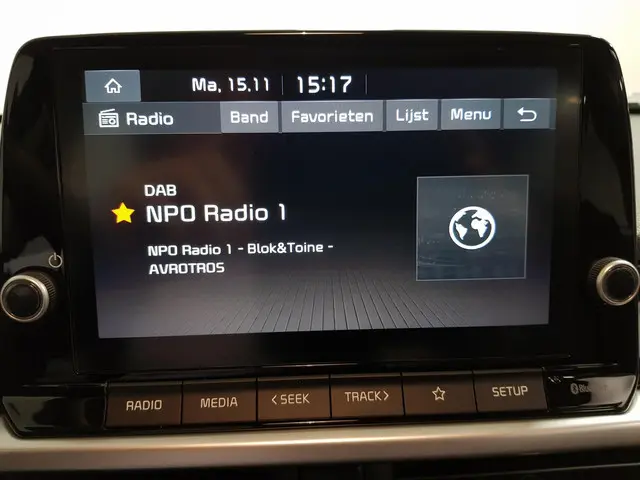 Ma, 15.11 15:17
Radio Band Favorieten Lijst Menu
DAB
NPO Radio 1
NPO Radio 1 - Blok&Toine -
AVROTROS
RADIO MEDIA <SEEK TRACK> SETUP